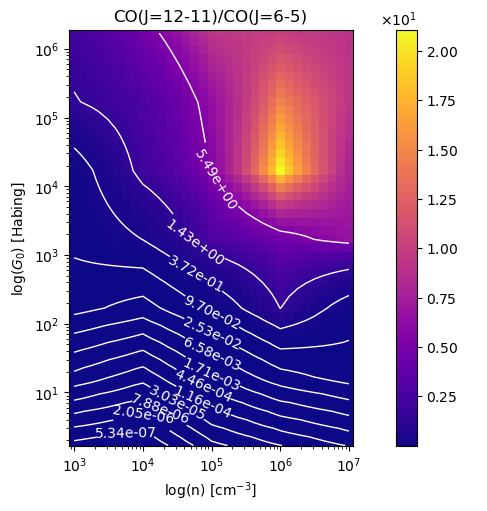 CO(J=12-11)/CO(J=6-5)
×10¹
10⁶
10⁵
10⁴
10³
10²
10¹
log(G₀) [Habing]
5.49e+00
1.43e+00
3.72e-01
9.70e-02
2.53e-02
6.58e-03
1.71e-03
4.46e-04
1.16e-04
3.03e-05
7.88e-06
2.05e-06
5.34e-07
10³
10⁴
10⁵
10⁶
10⁷
log(n) [cm⁻³]
2.00
1.75
1.50
1.25
1.00
0.75
0.50
0.25